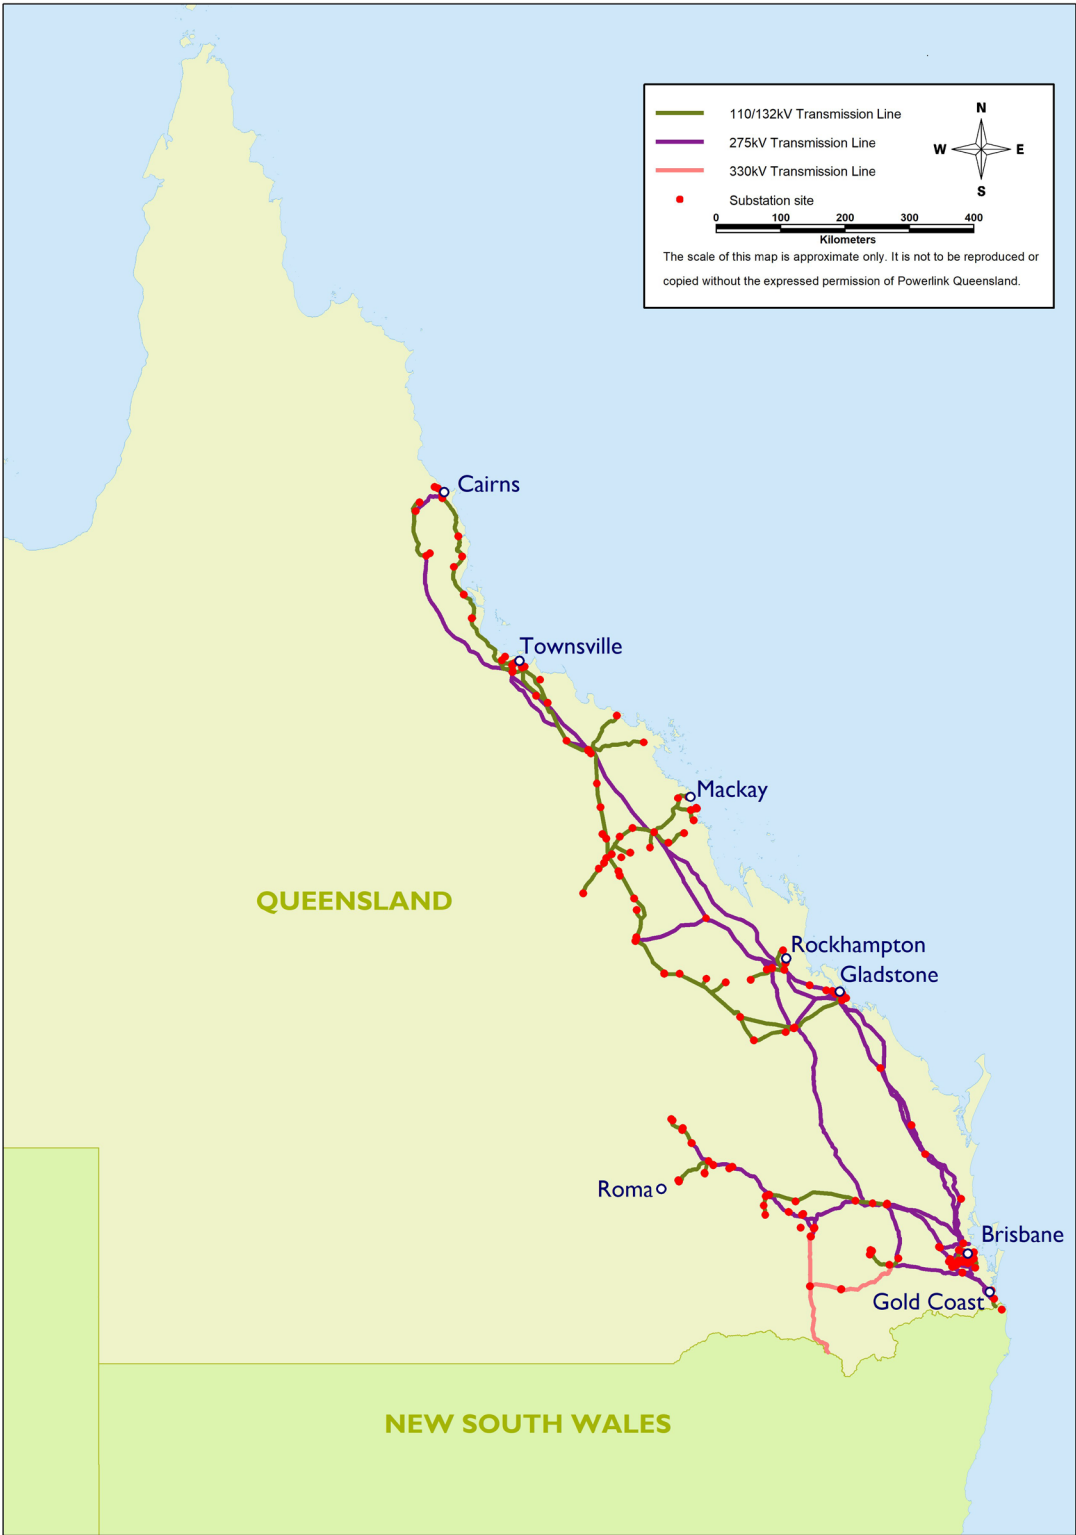 110/132kV Transmission Line
275kV Transmission Line
330kV Transmission Line
Substation site
N
W E
S
0 100 200 300 400
Kilometers
The scale of this map is approximate only. It is not to be reproduced or
copied without the expressed permission of Powerlink Queensland.
Cairns
Townsville
Mackay
QUEENSLAND
Rockhampton
Gladstone
Roma
Brisbane
Gold Coast
NEW SOUTH WALES